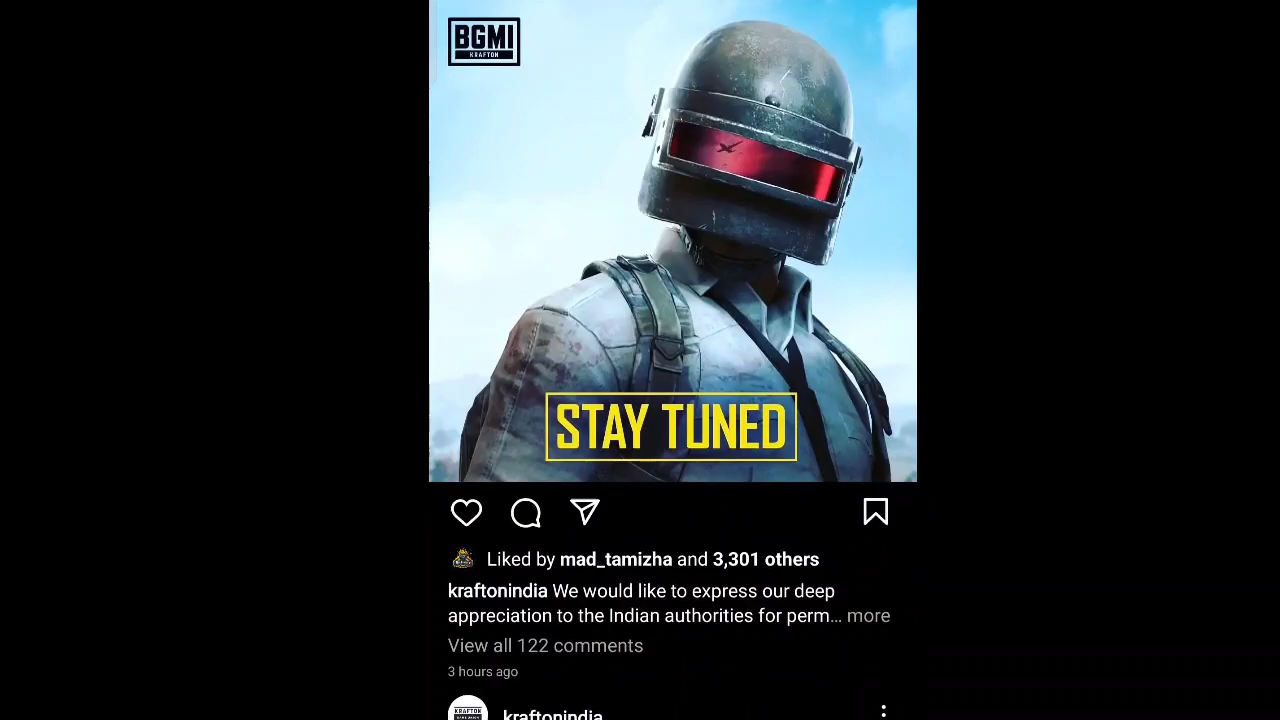 BGMI
KRAFTON
STAY TUNED
Liked by mad_tamizha and 3,301 others
kraftonindia We would like to express our deep
appreciation to the Indian authorities for perm... more
View all 122 comments
3 hours ago
KRAFTON
kraftonindia